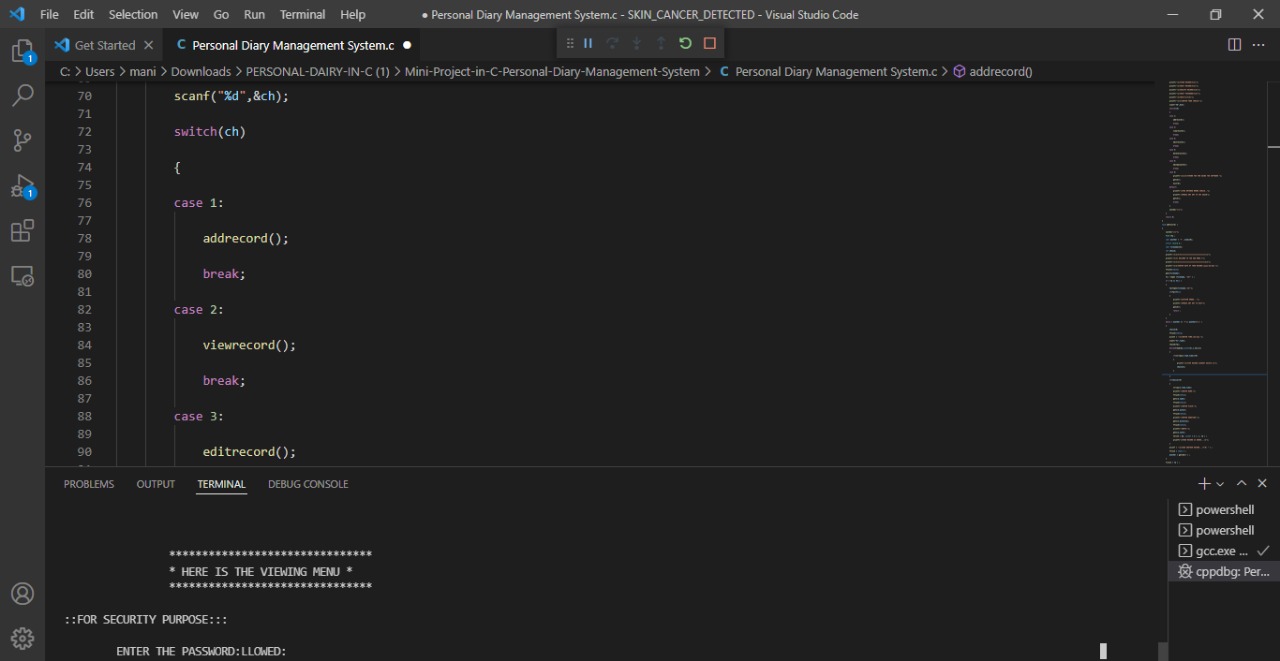 File Edit Selection View Go Run Terminal Help ● Personal Diary Management System.c - SKIN_CANCER_DETECTED - Visual Studio Code
1
Get Started
C Personal Diary Management System.c
C: > Users > mani > Downloads > PERSONAL-DAIRY-IN-C (1) > Mini-Project-in-C-Personal-Diary-Management-System > C Personal Diary Management System.c > addrecord()
70 scanf("%d",&ch);
71
72 switch(ch)
73
74 {
75
76 case 1:
77
78 addrecord();
79
80 break;
81
82 case 2:
83
84 viewrecord();
85
86 break;
87
88 case 3:
89
90 editrecord();
1
PROBLEMS OUTPUT TERMINAL DEBUG CONSOLE
powershell
powershell
gcc.exe ...
cppdbg: Per...
*******************************
* HERE IS THE VIEWING MENU *
*******************************
::FOR SECURITY PURPOSE:::
ENTER THE PASSWORD:LLOWED: